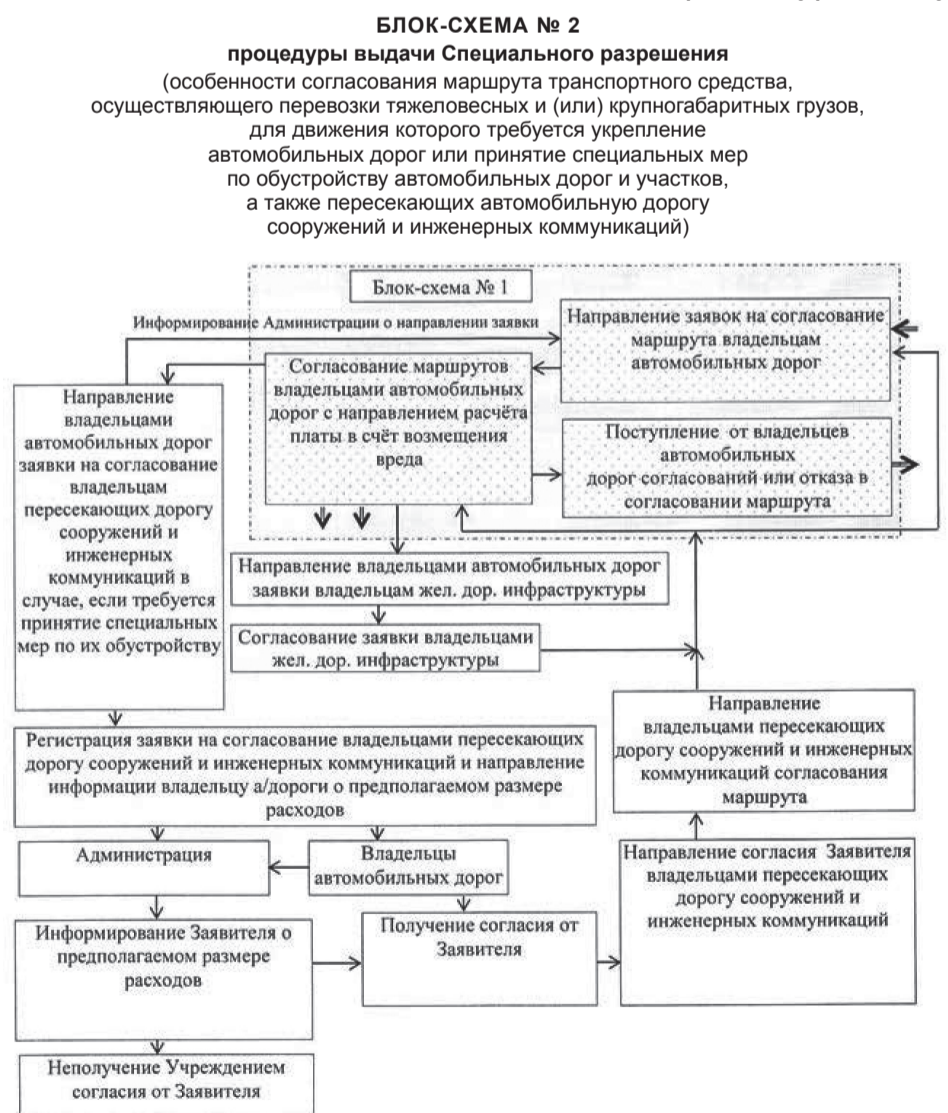 БЛОК-СХЕМА № 2
процедуры выдачи Специального разрешения
(особенности согласования маршрута транспортного средства,
осуществляющего перевозки тяжеловесных и (или) крупногабаритных грузов,
для движения которого требуется укрепление
автомобильных дорог или принятие специальных мер
по обустройству автомобильных дорог и участков,
а также пересекающих автомобильную дорогу
сооружений и инженерных коммуникаций)
Блок-схема № 1
Информирование Администрации о направлении заявки
Направление заявок на согласование
маршрута владельцам
автомобильных дорог
Согласование маршрутов
владельцами автомобильных
дорог с направлением расчёта
платы в счёт возмещения
вреда
Поступление от владельцев
автомобильных
дорог согласований или отказа в
согласовании маршрута
Направление
владельцами
автомобильных дорог
заявки на согласование
владельцам
пересекающих дорогу
сооружений и
инженерных
коммуникаций в
случае, если требуется
принятие специальных
мер по их обустройству
Направление владельцами автомобильных дорог
заявки владельцам жел. дор. инфраструктуры
Согласование заявки владельцами
жел. дор. инфраструктуры
Направление
владельцами пересекающих
дорогу сооружений и инженерных
коммуникаций согласования
маршрута
Регистрация заявки на согласование владельцами пересекающих
дорогу сооружений и инженерных коммуникаций и направление
информации владельцу а/дороги о предполагаемом размере
расходов
Администрация
Владельцы
автомобильных дорог
Направление согласия Заявителя
владельцами пересекающих
дорогу сооружений и
инженерных коммуникаций
Информирование Заявителя о
предполагаемом размере
расходов
Получение согласия от
Заявителя
Неполучение Учреждением
согласия от Заявителя